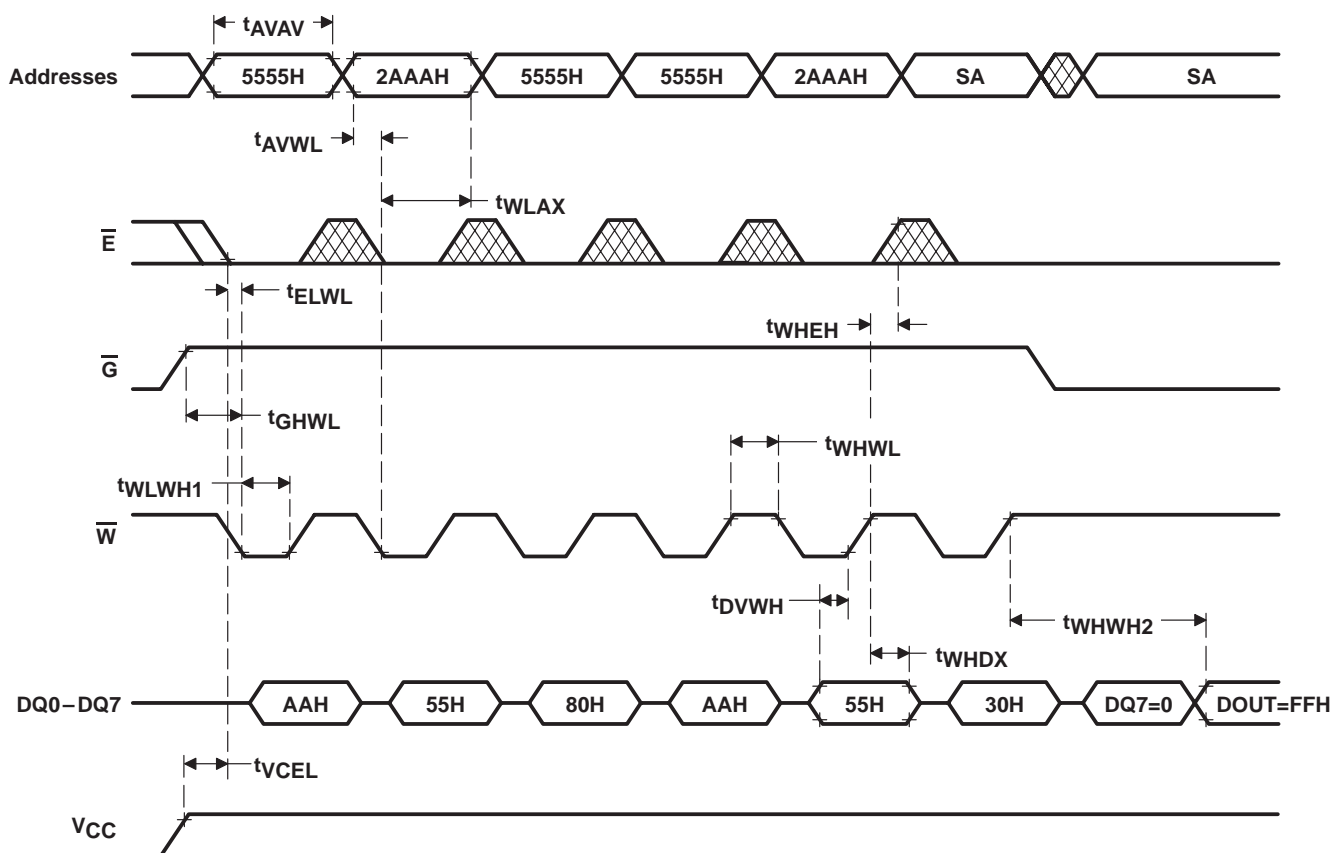 tAVAV
Addresses 5555H 2AAAH 5555H 5555H 2AAAH SA SA
tAVWL
tWLAX
E
tELWL
tWHEH
G
tGHWL
tWHWL
tWLWH1
W
tDVWH
tWHWH2
tWHDX
DQ0–DQ7 AAH 55H 80H AAH 55H 30H DQ7=0 DOUT=FFH
tVCEL
VCC